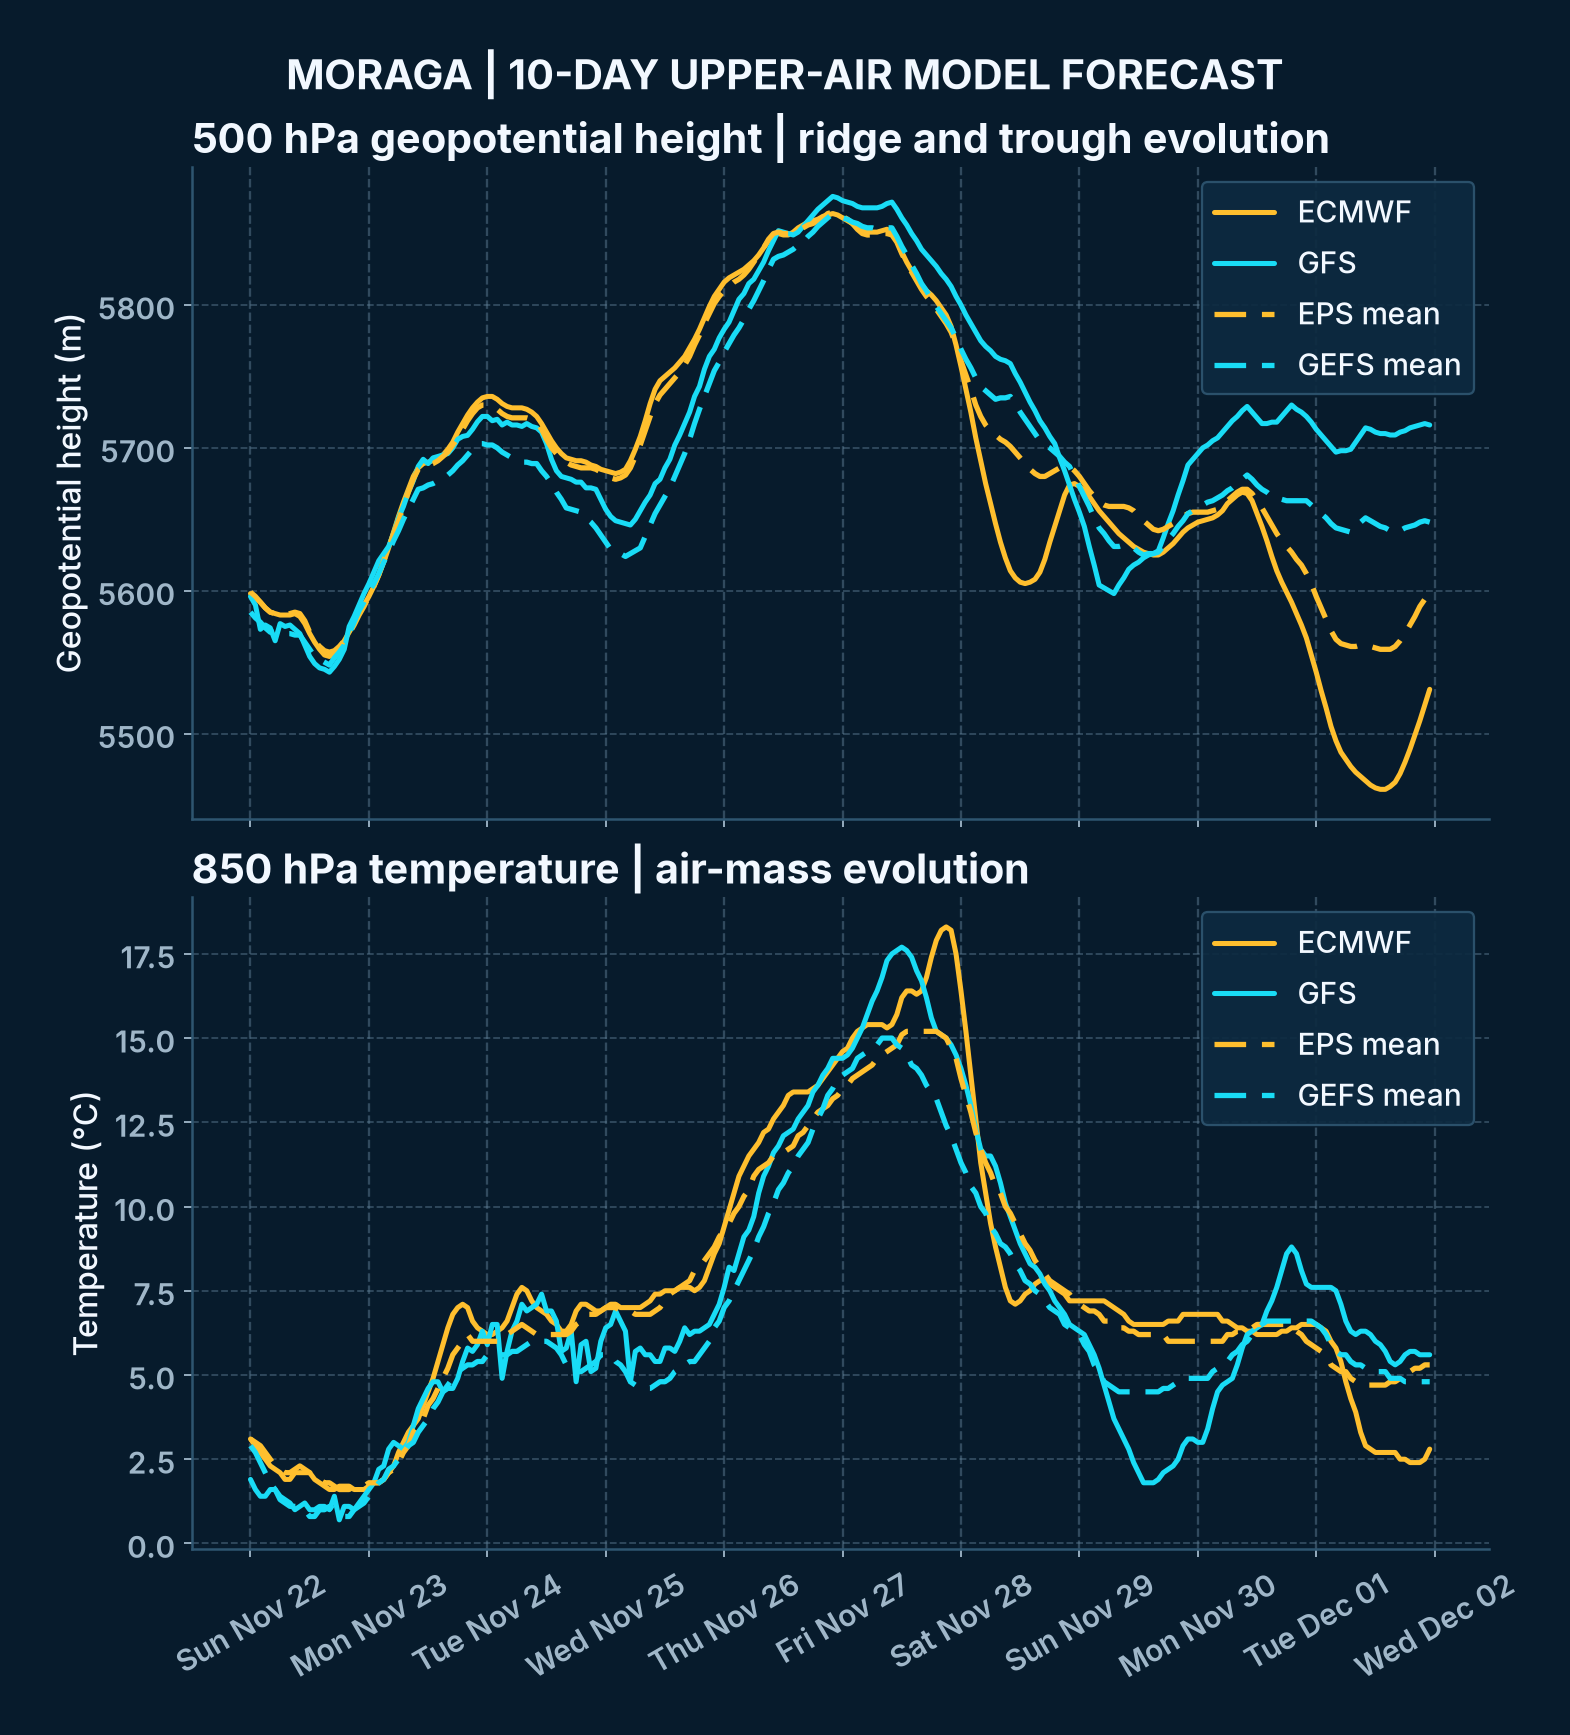 MORAGA | 10-DAY UPPER-AIR MODEL FORECAST
500 hPa geopotential height | ridge and trough evolution
ECMWF
GFS
EPS mean
GEFS mean
5800
5700
5600
5500
Geopotential height (m)
850 hPa temperature | air-mass evolution
ECMWF
GFS
EPS mean
GEFS mean
17.5
15.0
12.5
10.0
7.5
5.0
2.5
0.0
Temperature (°C)
Sun Nov 22
Mon Nov 23
Tue Nov 24
Wed Nov 25
Thu Nov 26
Fri Nov 27
Sat Nov 28
Sun Nov 29
Mon Nov 30
Tue Dec 01
Wed Dec 02